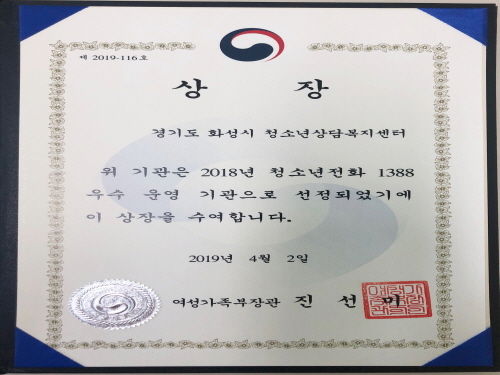 제 2019-116호
상 장
경기도 화성시 청소년상담복지센터
위 기관은 2018년 청소년전화 1388
우수 운영 기관으로 선정되었기에
이 상장을 수여합니다.
2019년 4월 2일
여성가족부장관 진 선 미